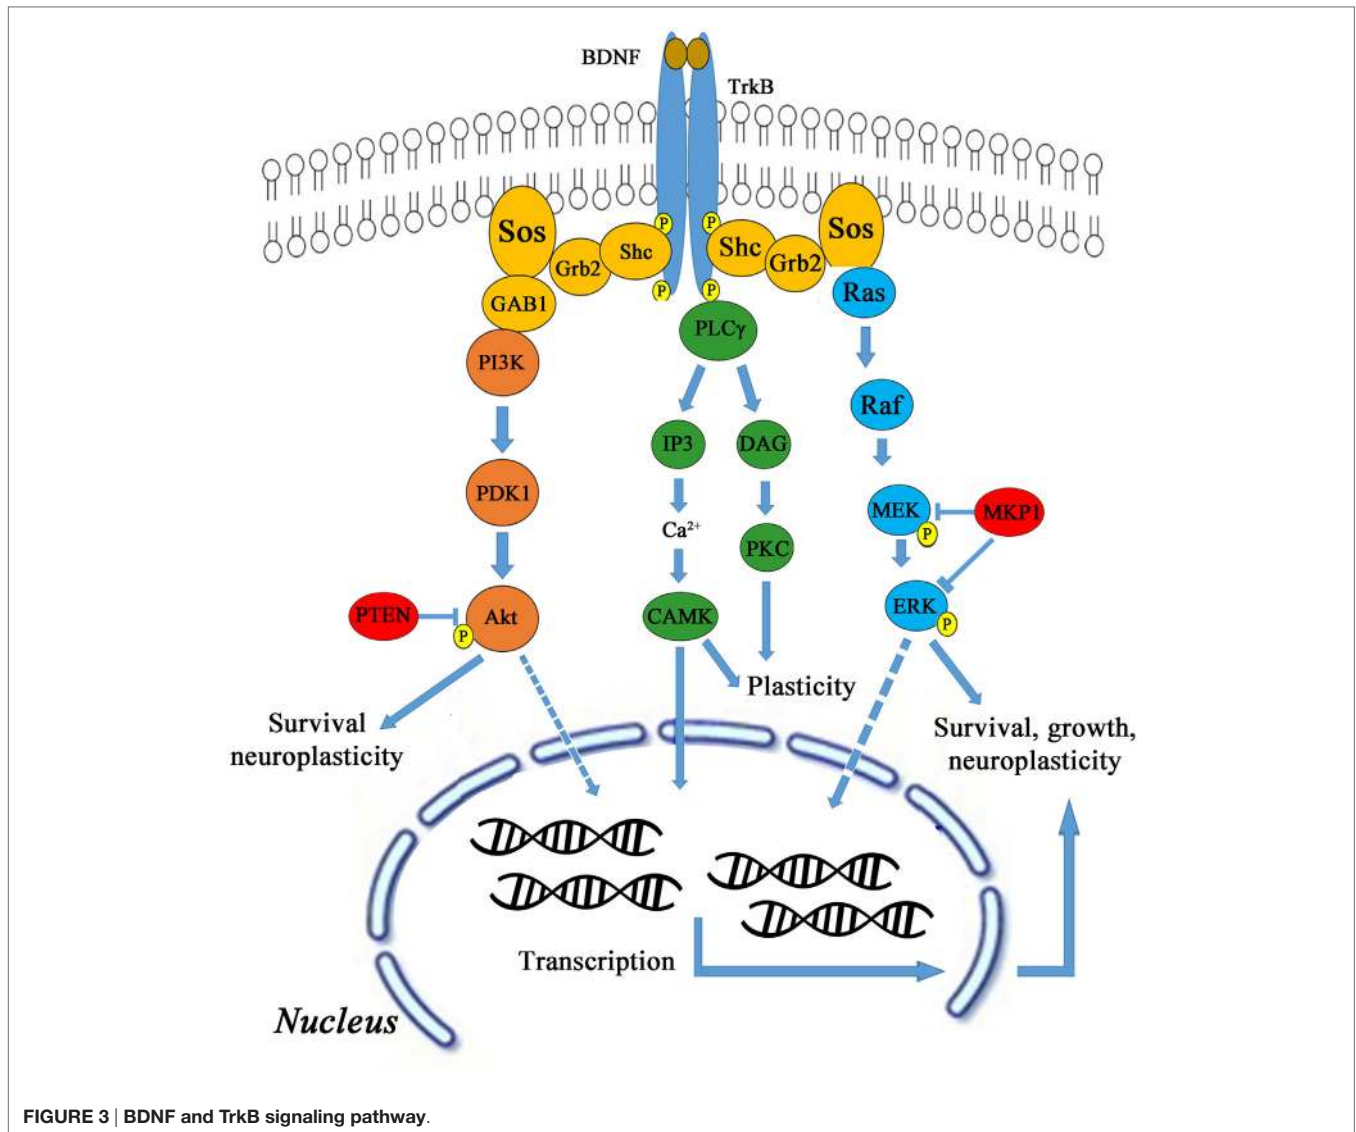 BDNF
TrkB
P
P
Sos
Sos
Shc
Shc
Grb2
Grb2
Ras
P
P
GAB1
PLCγ
PI3K
Raf
IP3
DAG
PDK1
MEK
MKP1
P
Ca²⁺
PKC
PTEN
Akt
P
CAMK
ERK
P
Plasticity
Survival
neuroplasticity
Survival, growth,
neuroplasticity
Transcription
Nucleus
FIGURE 3 | BDNF and TrkB signaling pathway.